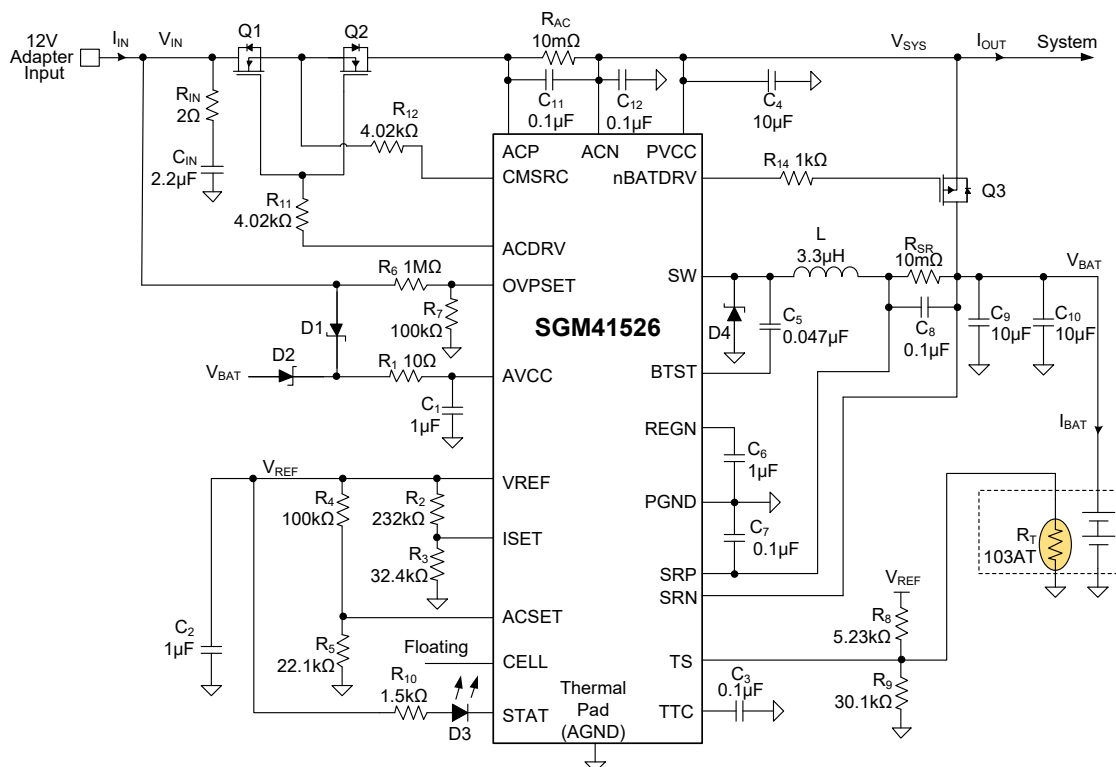 12V
Adapter
Input
I_IN
V_IN
Q1
Q2
R_AC
10mΩ
V_SYS
I_OUT
System
R_IN
2Ω
C_IN
2.2µF
R_12
4.02kΩ
C_11
0.1µF
C_12
0.1µF
C_4
10µF
ACP
ACN
PVCC
CMSRC
nBATDRV
R_14 1kΩ
Q3
R_11
4.02kΩ
ACDRV
R_6 1MΩ
OVPSET
R_7
100kΩ
D1
D2
V_BAT
R_1 10Ω
AVCC
C_1
1µF
SGM41526
SW
L
3.3µH
R_SR
10mΩ
V_BAT
D4
C_5
0.047µF
C_8
0.1µF
C_9
10µF
C_10
10µF
BTST
REGN
C_6
1µF
I_BAT
PGND
C_7
0.1µF
SRP
SRN
R_T
103AT
V_REF
R_4
100kΩ
R_2
232kΩ
VREF
ISET
R_3
32.4kΩ
ACSET
C_2
1µF
R_5
22.1kΩ
Floating
CELL
R_10
1.5kΩ
D3
STAT
Thermal
Pad
(AGND)
V_REF
R_8
5.23kΩ
TS
R_9
30.1kΩ
C_3
0.1µF
TTC